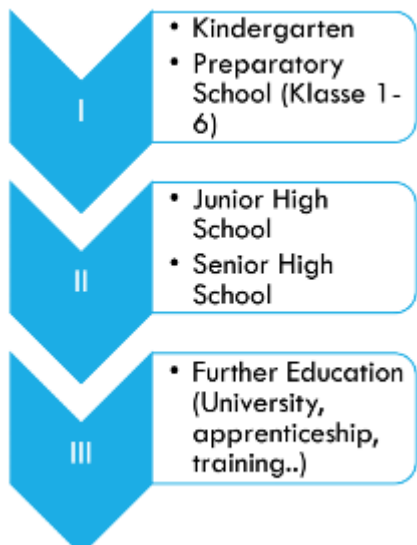 I
• Kindergarten
• Preparatory
School (Klasse 1-
6)
II
• Junior High
School
• Senior High
School
III
• Further Education
(University,
apprenticeship,
training..)